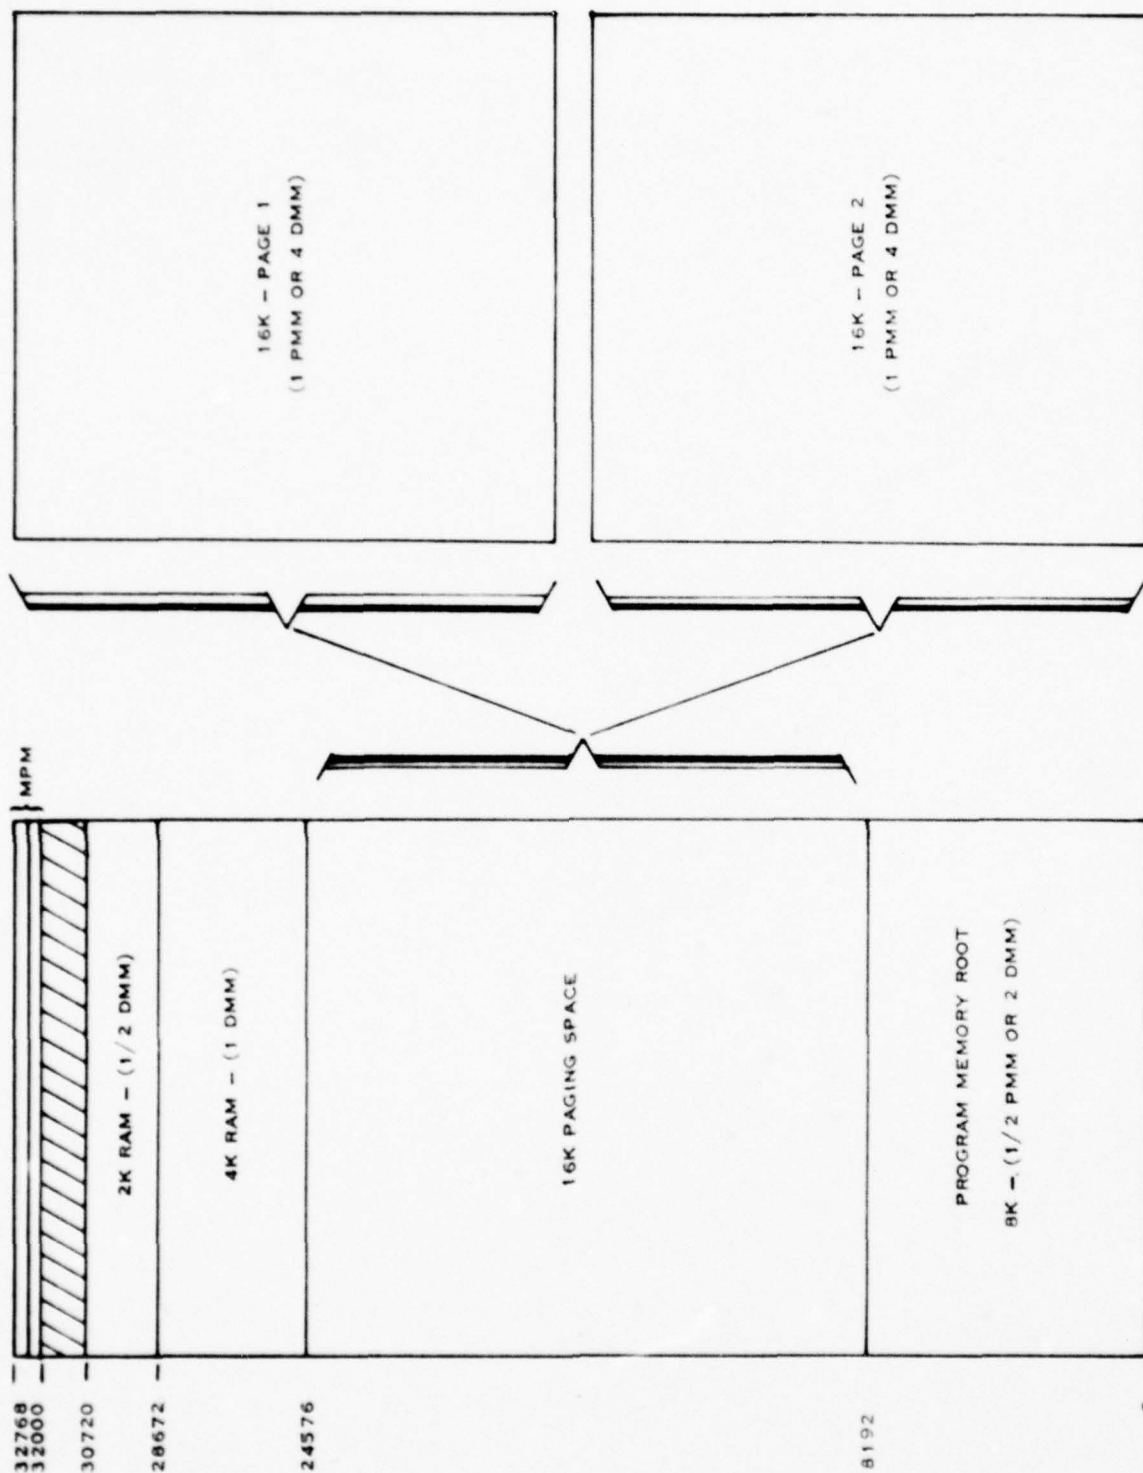 16K – PAGE 1
(1 PMM OR 4 DMM)
16K – PAGE 2
(1 PMM OR 4 DMM)
}MPM
2K RAM – (1/2 DMM)
4K RAM – (1 DMM)
16K PAGING SPACE
PROGRAM MEMORY ROOT
8K – (1/2 PMM OR 2 DMM)
32768
32000
30720
28672
24576
8192